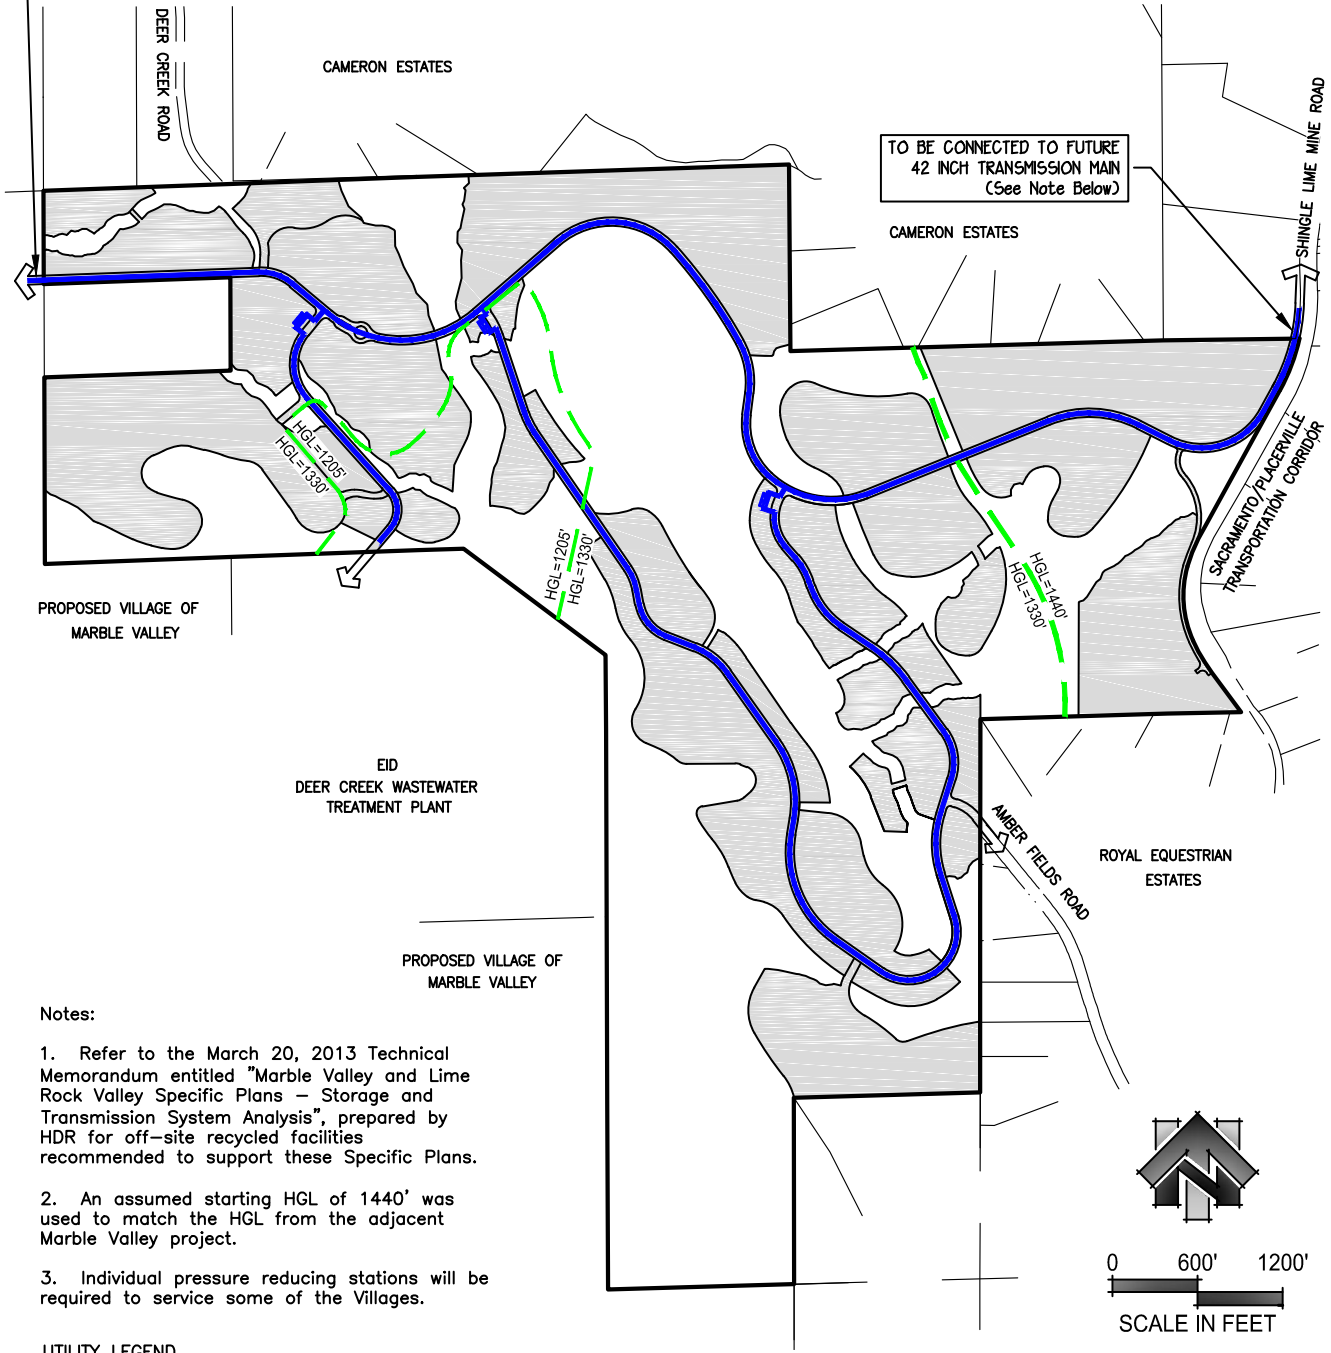 DEER CREEK ROAD
CAMERON ESTATES
TO BE CONNECTED TO FUTURE
42 INCH TRANSMISSION MAIN
(See Note Below)
CAMERON ESTATES
SHINGLE LIME MINE ROAD
SACRAMENTO/PLACERVILLE
TRANSPORTATION CORRIDOR
HGL=1205'
HGL=1330'
HGL=1205'
HGL=1330'
HGL=1440'
HGL=1330'
PROPOSED VILLAGE OF
MARBLE VALLEY
EID
DEER CREEK WASTEWATER
TREATMENT PLANT
AMBER FIELDS ROAD
ROYAL EQUESTRIAN
ESTATES
PROPOSED VILLAGE OF
MARBLE VALLEY
Notes:
1. Refer to the March 20, 2013 Technical
Memorandum entitled "Marble Valley and Lime
Rock Valley Specific Plans – Storage and
Transmission System Analysis", prepared by
HDR for off–site recycled facilities
recommended to support these Specific Plans.
2. An assumed starting HGL of 1440' was
used to match the HGL from the adjacent
Marble Valley project.
3. Individual pressure reducing stations will be
required to service some of the Villages.
UTILITY LEGEND
N
0 600' 1200'
SCALE IN FEET